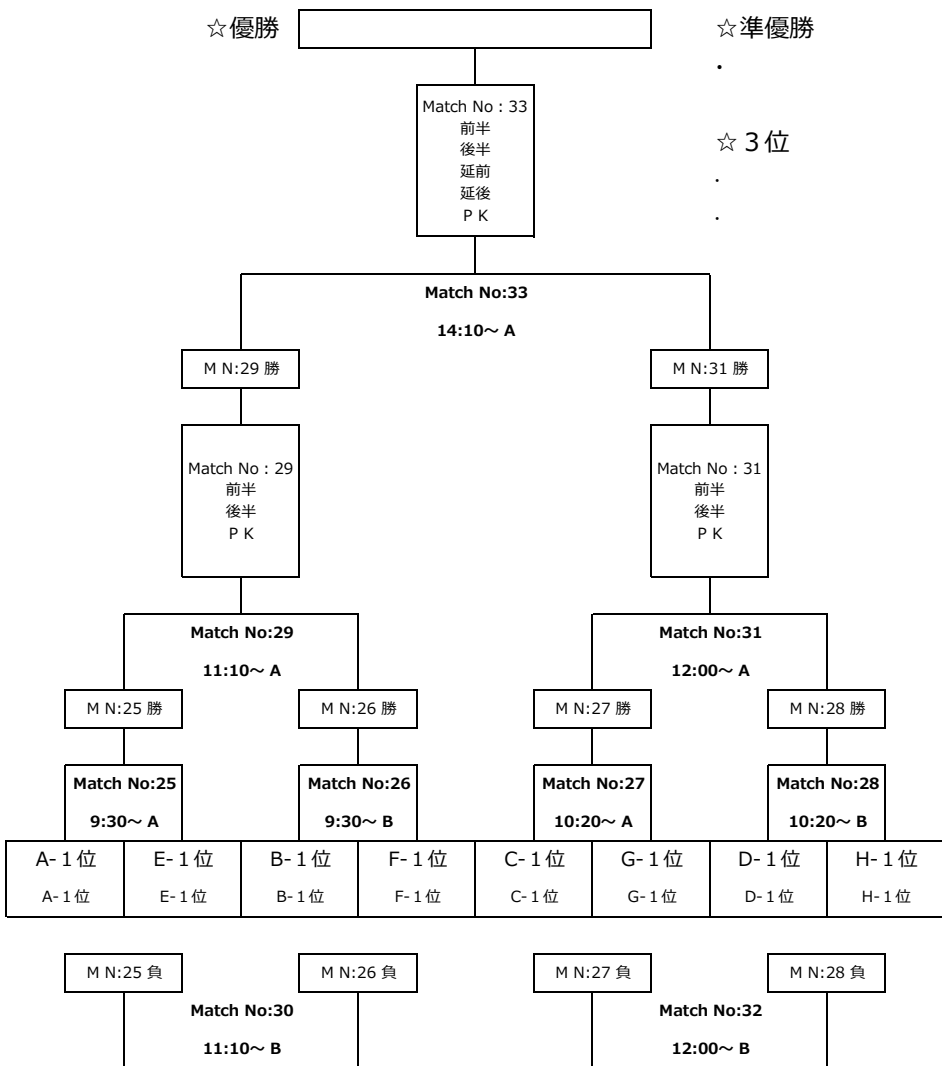 ☆優勝 ☆準優勝
・
Match No：33
前半
後半
延前
延後
ＰＫ
☆３位
・
・
Match No:33
14:10～ A
ＭN:29 勝 ＭN:31 勝
Match No：29 Match No：31
前半 前半
後半 後半
ＰＫ ＰＫ
Match No:29 Match No:31
11:10～ A 12:00～ A
ＭN:25 勝 ＭN:26 勝 ＭN:27 勝 ＭN:28 勝
Match No:25 Match No:26 Match No:27 Match No:28
9:30～ A 9:30～ B 10:20～ A 10:20～ B
A-１位 E-１位 B-１位 F-１位 C-１位 G-１位 D-１位 H-１位
A-１位 E-１位 B-１位 F-１位 C-１位 G-１位 D-１位 H-１位
ＭN:25 負 ＭN:26 負 ＭN:27 負 ＭN:28 負
Match No:30 Match No:32
11:10～ B 12:00～ B